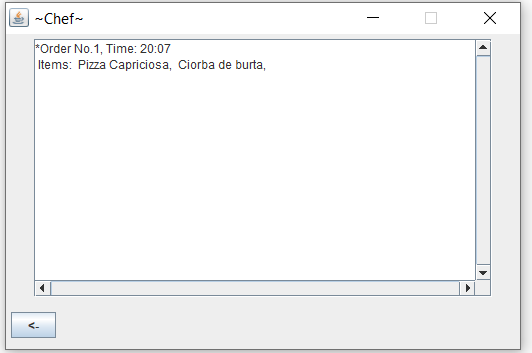 ~Chef~
*Order No.1, Time: 20:07
Items:  Pizza Capriciosa,  Ciorba de burta,
<-